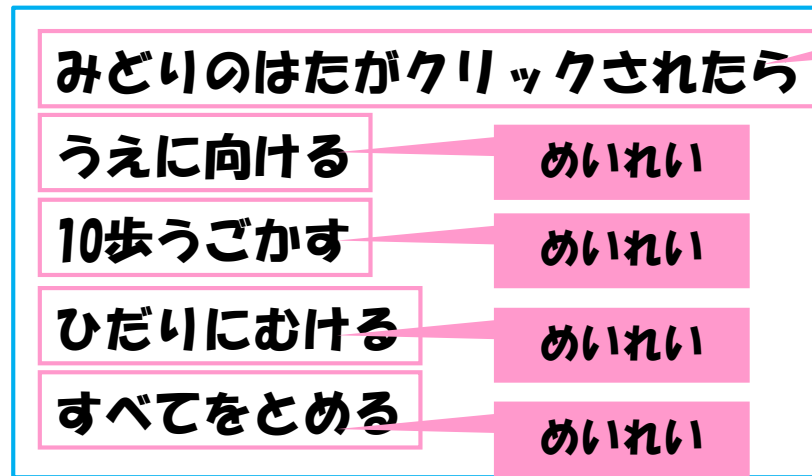 みどりのはたがクリックされたら
うえに向ける
めいれい
10歩うごかす
めいれい
ひだりにむける
めいれい
すべてをとめる
めいれい